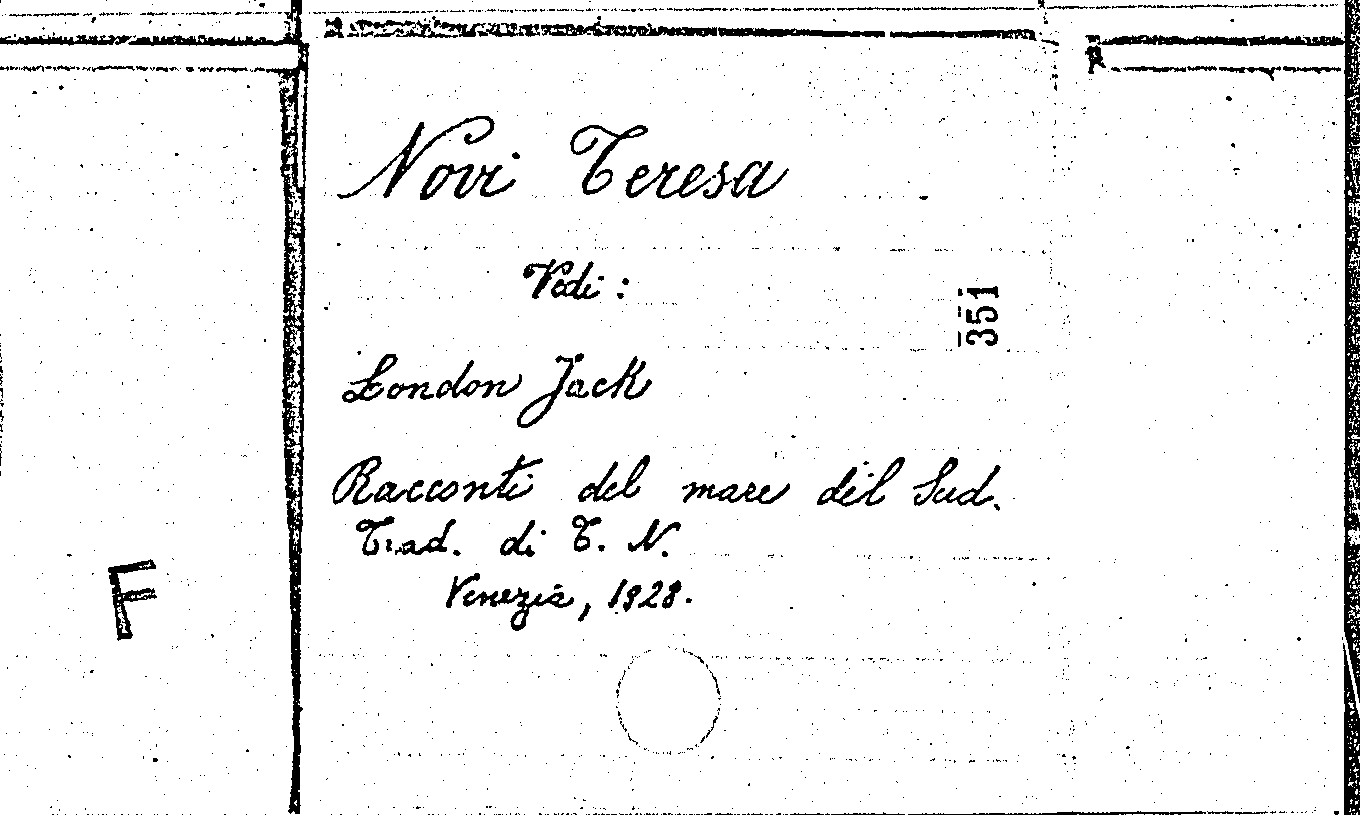 Novi Teresa
Vedi :
351
London Jack
Racconti del mare del Sud.
Trad. di T. N.
Venezia, 1928.
F